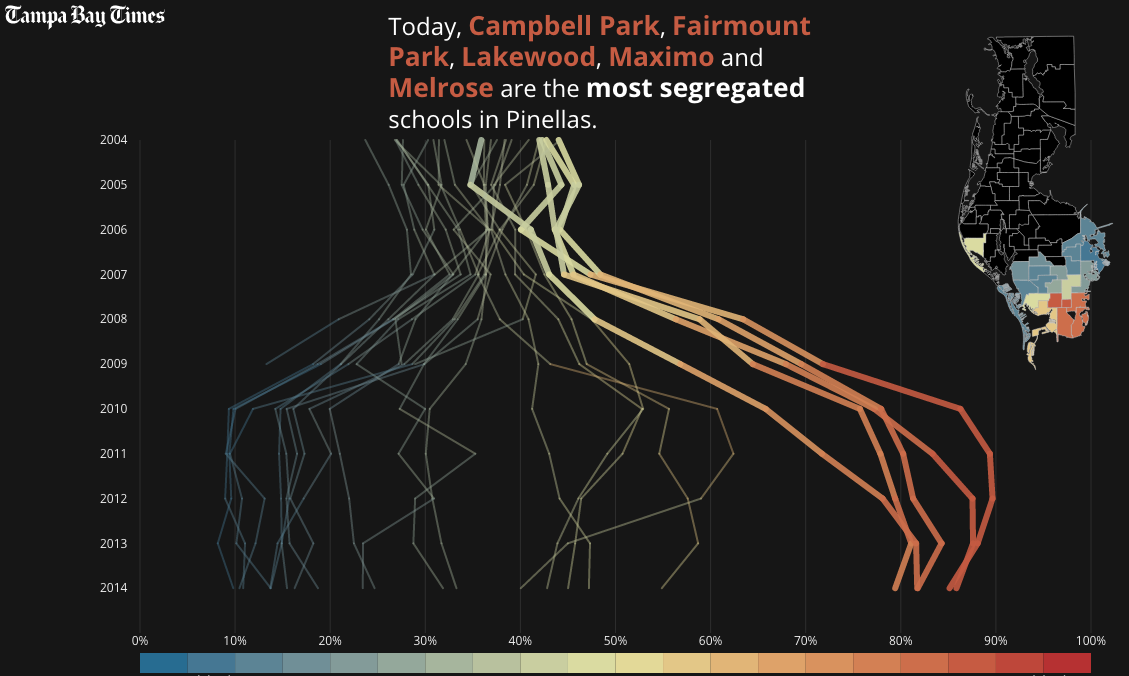 Tampa Bay Times
Today, Campbell Park, Fairmount
Park, Lakewood, Maximo and
Melrose are the most segregated
schools in Pinellas.
2004
2005
2006
2007
2008
2009
2010
2011
2012
2013
2014
0% 10% 20% 30% 40% 50% 60% 70% 80% 90% 100%